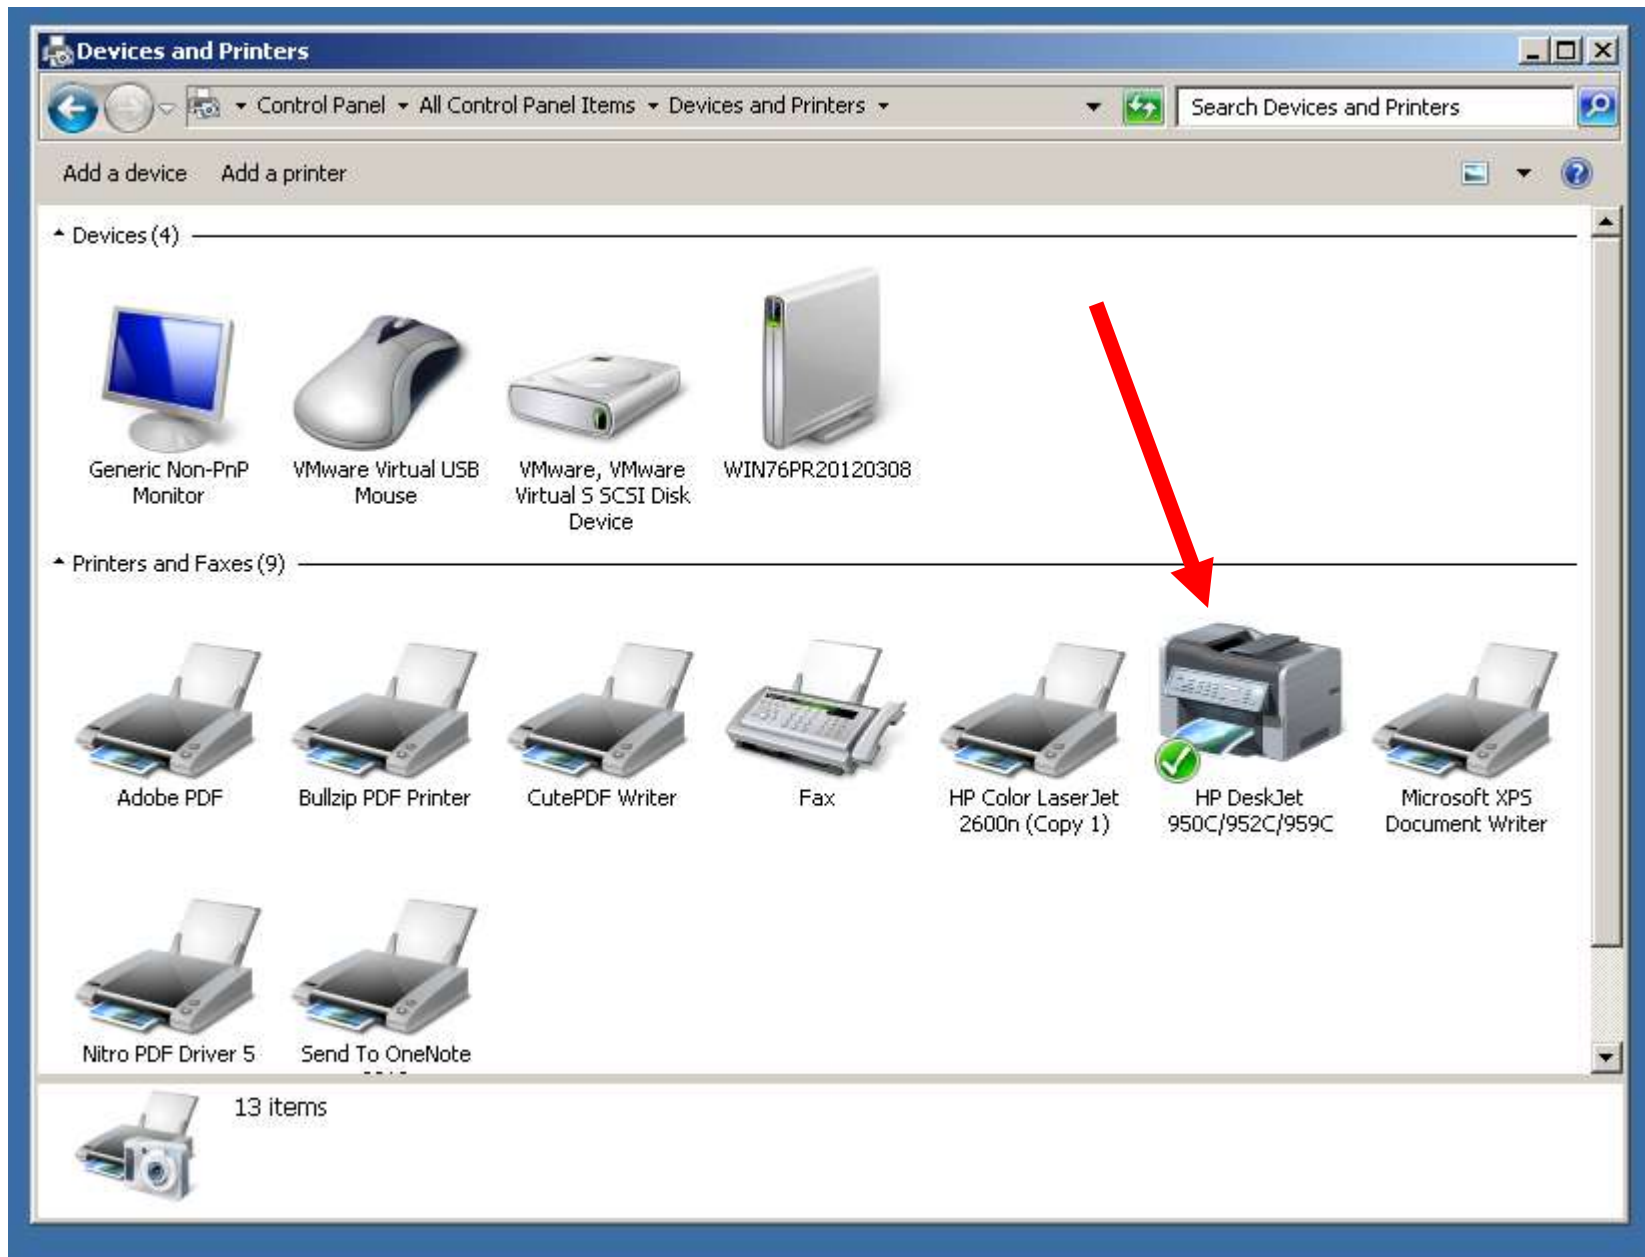 Devices and Printers
Control Panel All Control Panel Items Devices and Printers
Search Devices and Printers
Add a device Add a printer
Devices (4)
Generic Non-PnP
Monitor
VMware Virtual USB
Mouse
VMware, VMware
Virtual S SCSI Disk
Device
WIN76PR20120308
Printers and Faxes (9)
Adobe PDF
Bullzip PDF Printer
CutePDF Writer
Fax
HP Color LaserJet
2600n (Copy 1)
HP DeskJet
950C/952C/959C
Microsoft XPS
Document Writer
Nitro PDF Driver 5
Send To OneNote
13 items